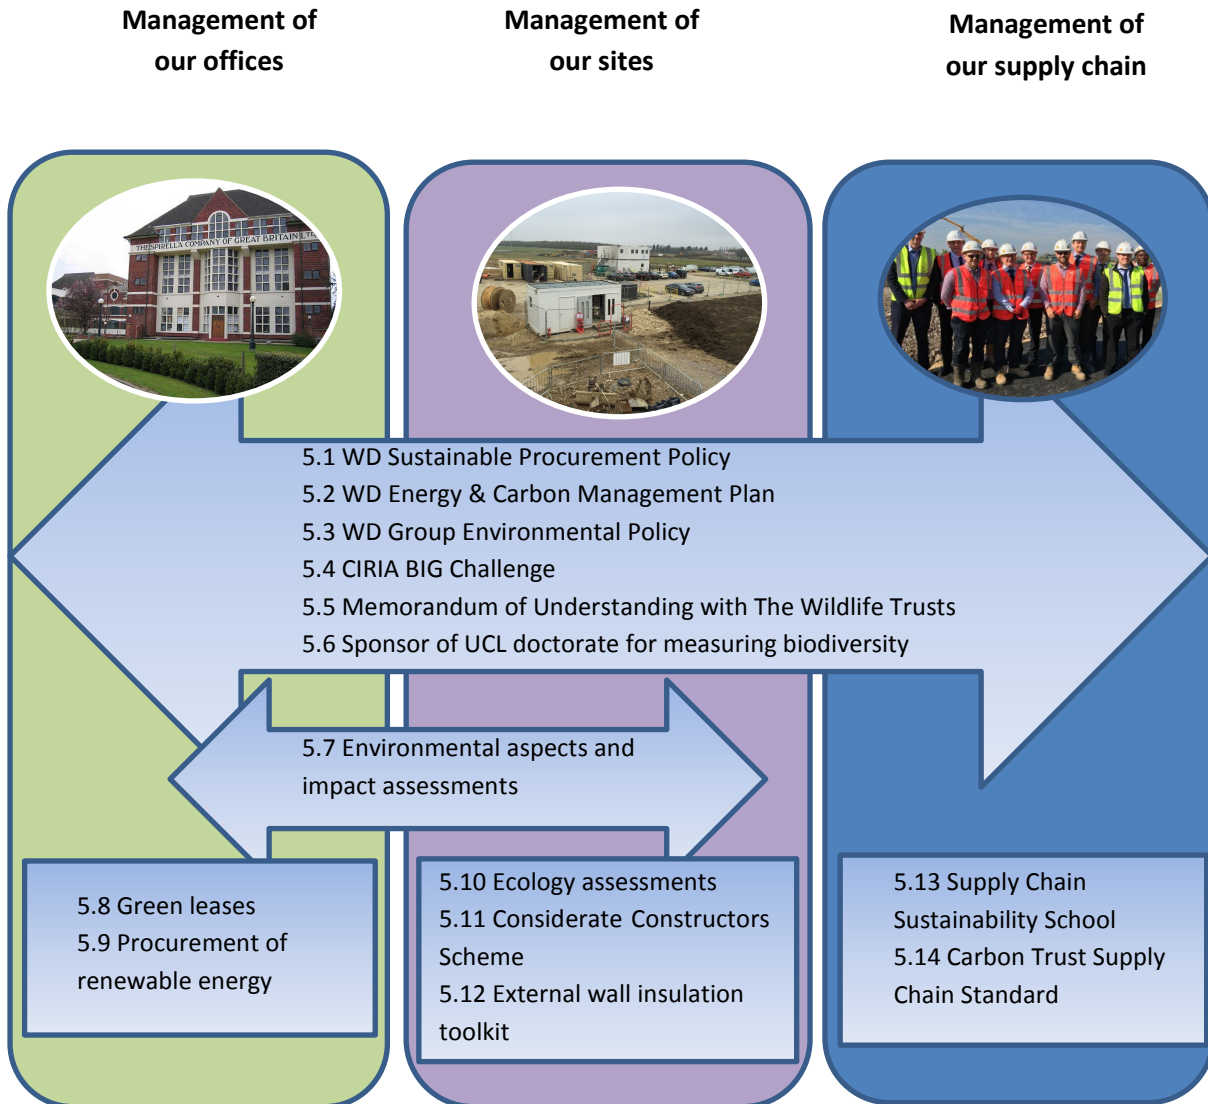 Management of
our offices
Management of
our sites
Management of
our supply chain
THE SPIRELLA COMPANY OF GREAT BRITAIN LTD
5.1 WD Sustainable Procurement Policy
5.2 WD Energy & Carbon Management Plan
5.3 WD Group Environmental Policy
5.4 CIRIA BIG Challenge
5.5 Memorandum of Understanding with The Wildlife Trusts
5.6 Sponsor of UCL doctorate for measuring biodiversity
5.7 Environmental aspects and
impact assessments
5.8 Green leases
5.9 Procurement of
renewable energy
5.10 Ecology assessments
5.11 Considerate Constructors
Scheme
5.12 External wall insulation
toolkit
5.13 Supply Chain
Sustainability School
5.14 Carbon Trust Supply
Chain Standard